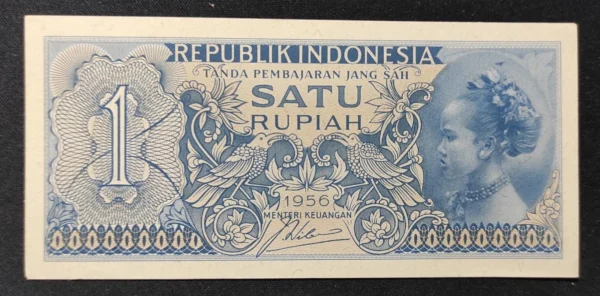 REPUBLIK INDONESIA
TANDA PEMBAJARAN JANG SAH
1
SATU
RUPIAH
1956
MENTERI KEUANGAN